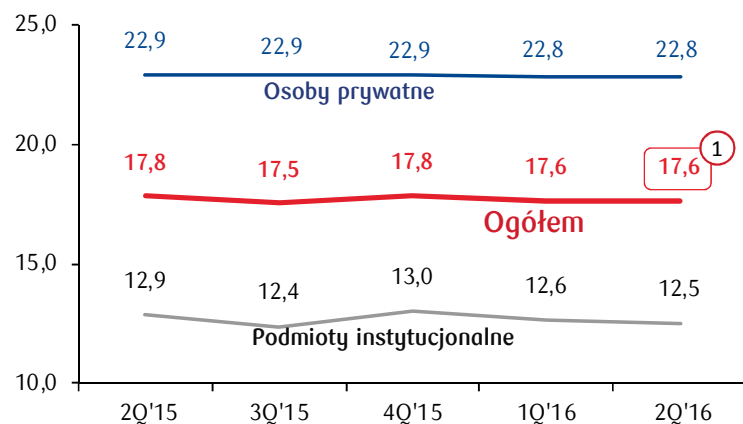 25,0
22,9 22,9 22,9 22,8 22,8
Osoby prywatne
20,0
1
17,8 17,5 17,8 17,6 17,6
Ogółem
15,0
12,9 12,4 13,0 12,6 12,5
Podmioty instytucjonalne
10,0
2Q'15 3Q'15 4Q'15 1Q'16 2Q'16